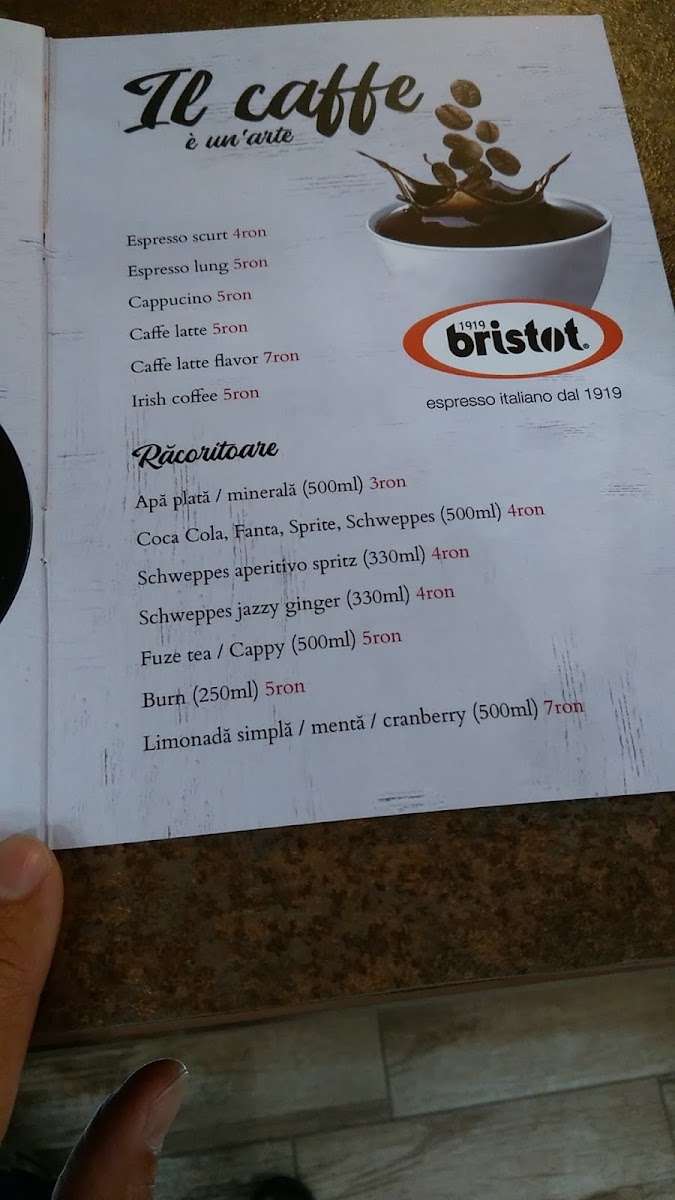 Il caffe
è un'arte
Espresso scurt 4ron
Espresso lung 5ron
Cappucino 5ron
Caffe latte 5ron
Caffe latte flavor 7ron
Irish coffee 5ron
1919
bristot®
espresso italiano dal 1919
Răcoritoare
Apă plată / minerală (500ml) 3ron
Coca Cola, Fanta, Sprite, Schweppes (500ml) 4ron
Schweppes aperitivo spritz (330ml) 4ron
Schweppes jazzy ginger (330ml) 4ron
Fuze tea / Cappy (500ml) 5ron
Burn (250ml) 5ron
Limonadă simplă / mentă / cranberry (500ml) 7ron